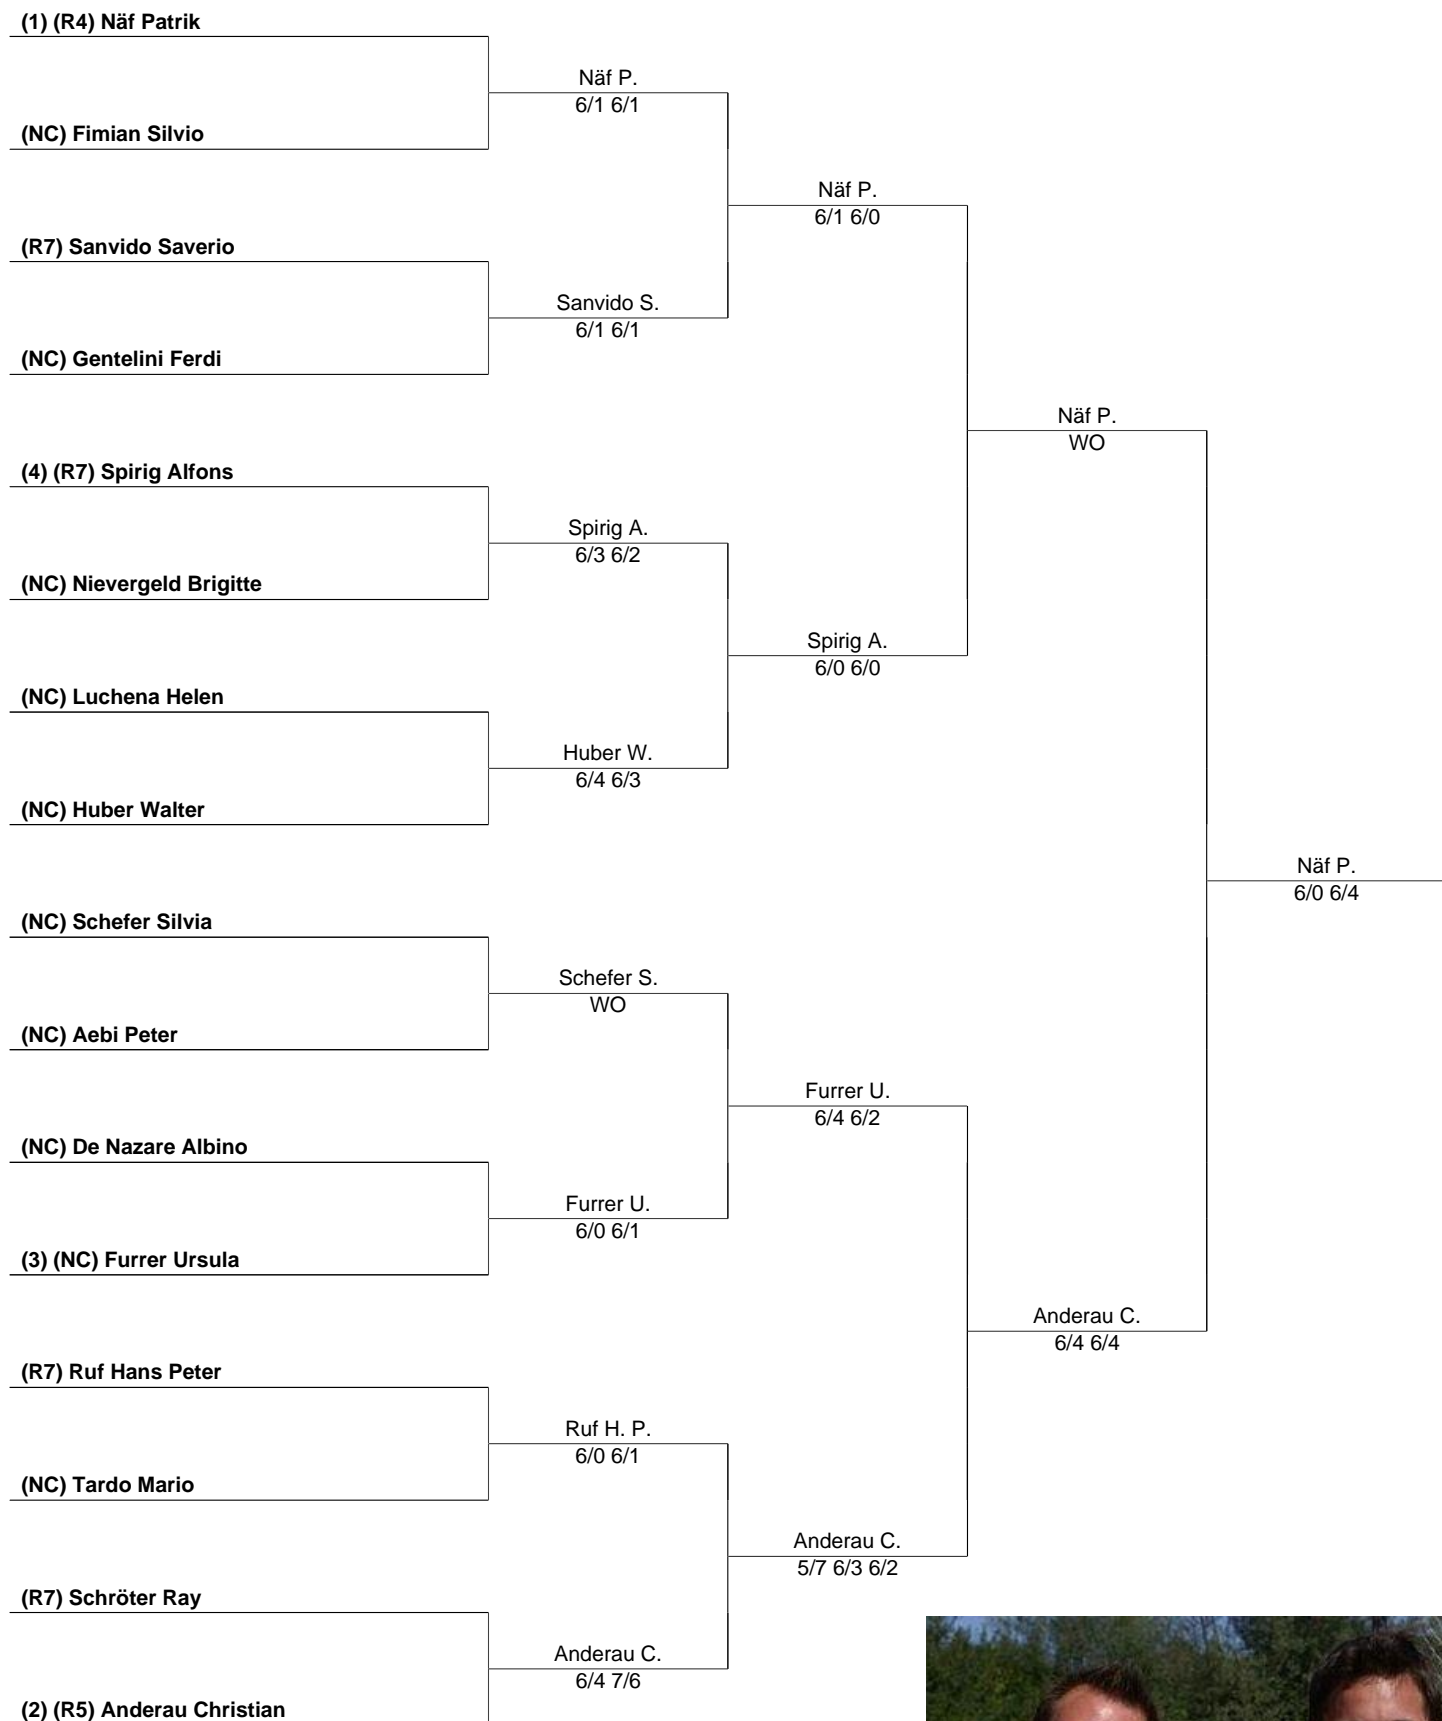 (1) (R4) Näf Patrik
Näf P.
6/1 6/1
(NC) Fimian Silvio
Näf P.
6/1 6/0
(R7) Sanvido Saverio
Sanvido S.
6/1 6/1
(NC) Gentelini Ferdi
Näf P.
WO
(4) (R7) Spirig Alfons
Spirig A.
6/3 6/2
(NC) Nievergeld Brigitte
Spirig A.
6/0 6/0
(NC) Luchena Helen
Huber W.
6/4 6/3
(NC) Huber Walter
Näf P.
6/0 6/4
(NC) Schefer Silvia
Schefer S.
WO
(NC) Aebi Peter
Furrer U.
6/4 6/2
(NC) De Nazare Albino
Furrer U.
6/0 6/1
(3) (NC) Furrer Ursula
Anderau C.
6/4 6/4
(R7) Ruf Hans Peter
Ruf H. P.
6/0 6/1
(NC) Tardo Mario
Anderau C.
5/7 6/3 6/2
(R7) Schröter Ray
Anderau C.
6/4 7/6
(2) (R5) Anderau Christian